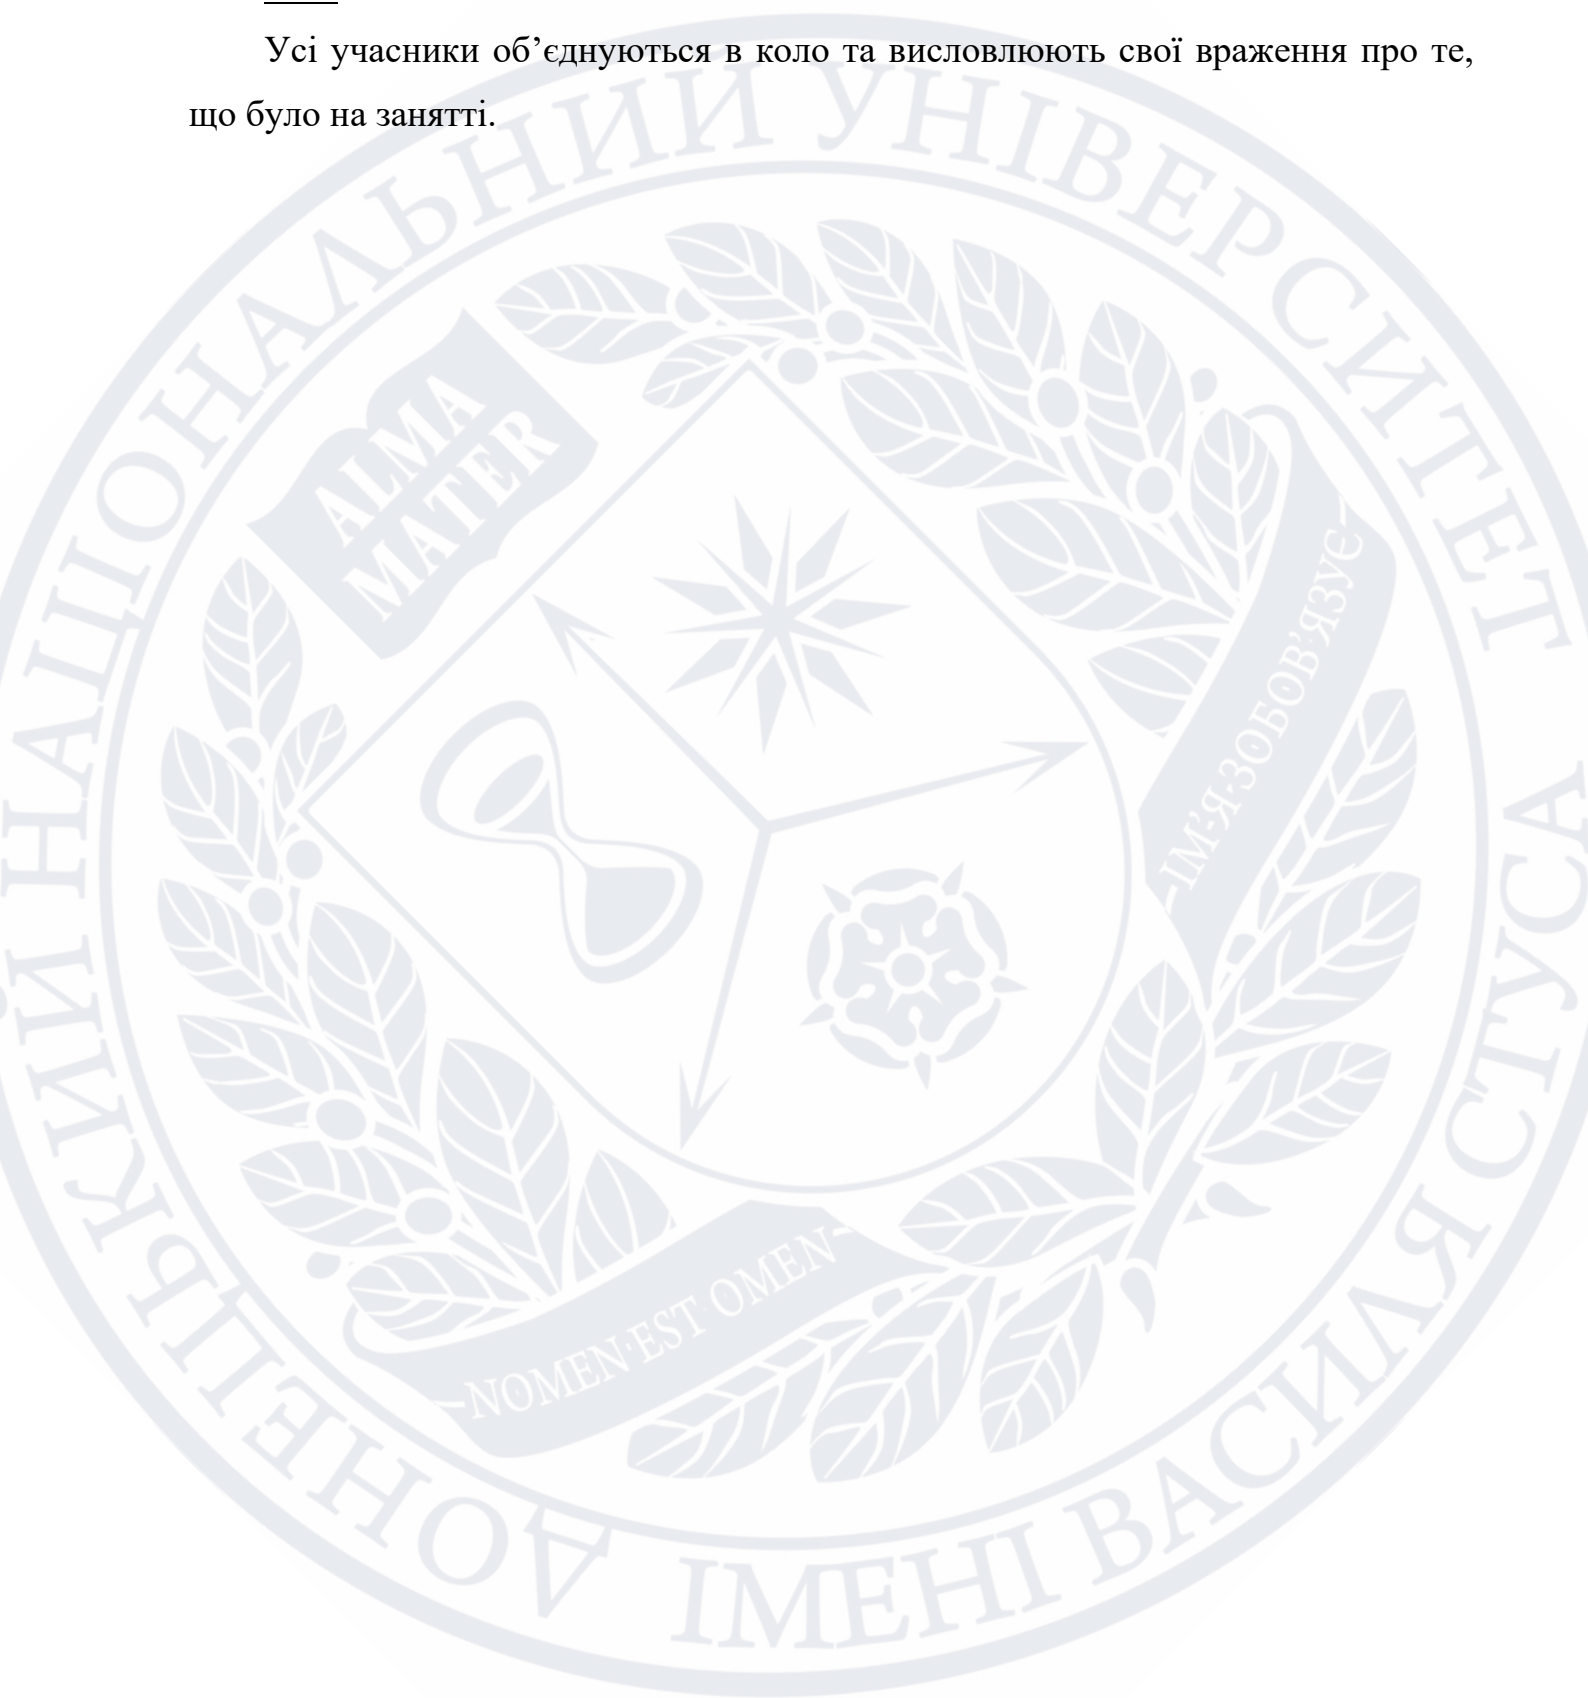 Усі учасники об’єднуються в коло та висловлюють свої враження про те,
що було на занятті.
ДОНЕЦЬКИЙ НАЦІОНАЛЬНИЙ УНІВЕРСИТЕТ
ІМЕНІ ВАСИЛЯ СТУСА
ALMA
MATER
ІМ’Я·ЗОБОВ’ЯЗУЄ
NOMEN·EST·OMEN